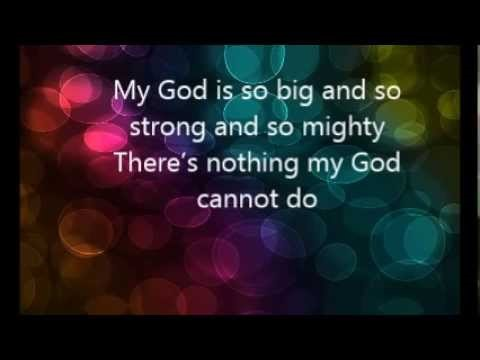 My God is so big and so
strong and so mighty
There's nothing my God
cannot do